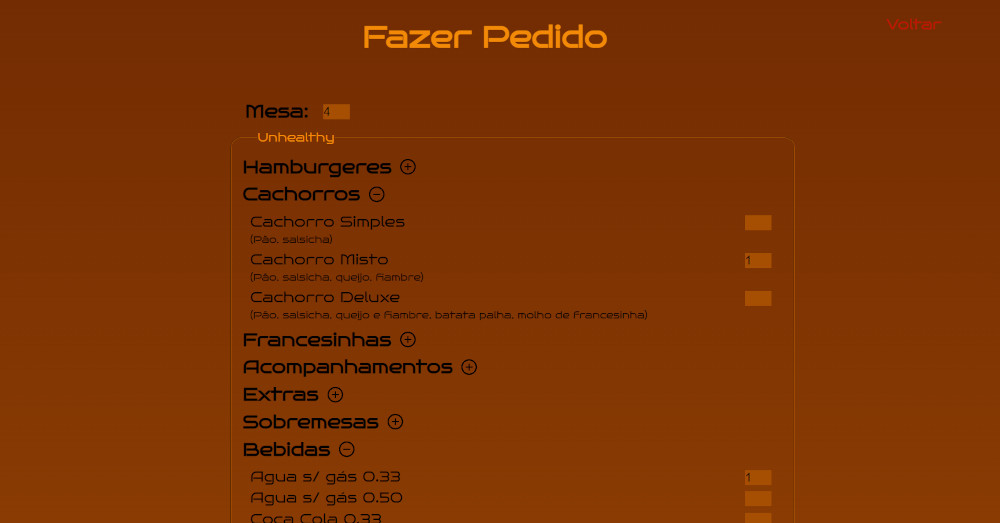 Fazer Pedido
Voltar
Mesa: 4
Unhealthy
Hamburgeres
Cachorros
Cachorro Simples
(Pão, salsicha)
Cachorro Misto 1
(Pão, salsicha, queijo, fiambre)
Cachorro Deluxe
(Pão, salsicha, queijo e fiambre, batata palha, molho de francesinha)
Francesinhas
Acompanhamentos
Extras
Sobremesas
Bebidas
Agua s/ gás 0.33 1
Agua s/ gás 0.50
Coca Cola 0.33